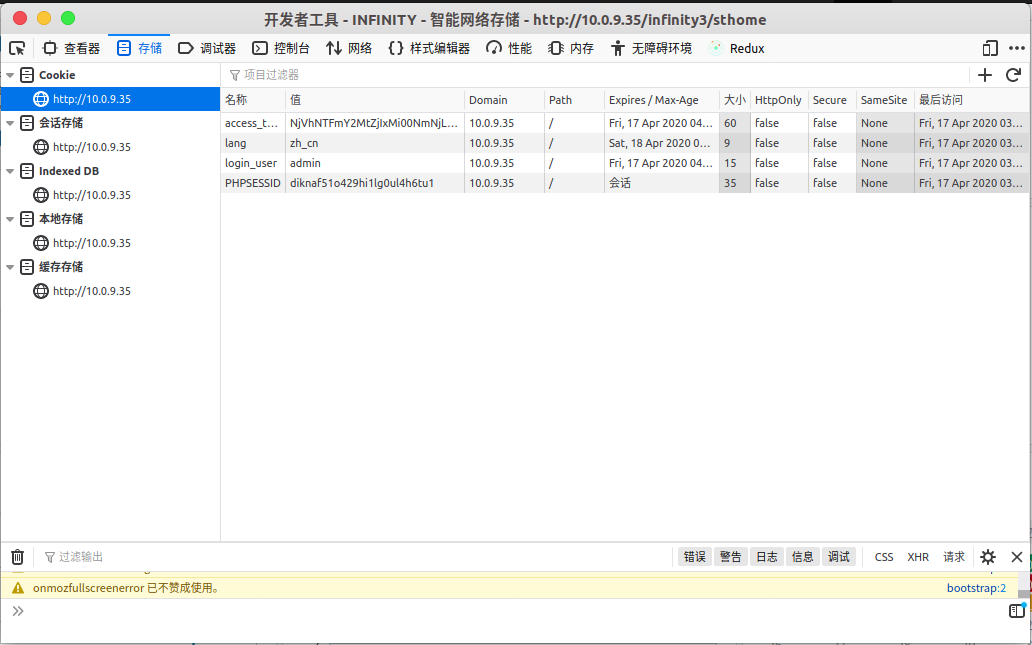 开发者工具 - INFINITY - 智能网络存储 - http://10.0.9.35/infinity3/sthome
查看器 存储 调试器 控制台 网络 样式编辑器 性能 内存 无障碍环境 Redux
Cookie
http://10.0.9.35
会话存储
http://10.0.9.35
Indexed DB
http://10.0.9.35
本地存储
http://10.0.9.35
缓存存储
http://10.0.9.35
项目过滤器
名称 值 Domain Path Expires / Max-Age 大小 HttpOnly Secure SameSite 最后访问
access_t… NjVhNTFmY2MtZjIxMi00NmNjL… 10.0.9.35 / Fri, 17 Apr 2020 04… 60 false false None Fri, 17 Apr 2020 03…
lang zh_cn 10.0.9.35 / Sat, 18 Apr 2020 0… 9 false false None Fri, 17 Apr 2020 03…
login_user admin 10.0.9.35 / Fri, 17 Apr 2020 04… 15 false false None Fri, 17 Apr 2020 03…
PHPSESSID diknaf51o429hi1lg0ul4h6tu1 10.0.9.35 / 会话 35 false false None Fri, 17 Apr 2020 03…
过滤输出 错误 警告 日志 信息 调试 CSS XHR 请求
onmozfullscreenerror 已不赞成使用。 bootstrap:2